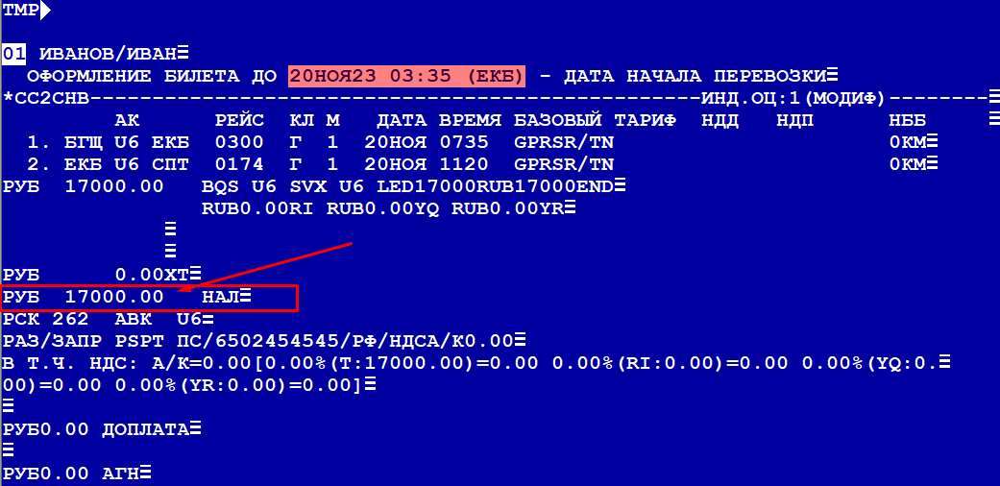 TMP
01 ИВАНОВ/ИВАН
ОФОРМЛЕНИЕ БИЛЕТА ДО 20НОЯ23 03:35 (ЕКБ) - ДАТА НАЧАЛА ПЕРЕВОЗКИ
*СС2СНВ-------------------------------------------------ИНД.ОЦ:1(МОДИФ)--------
АК РЕЙС КЛ М ДАТА ВРЕМЯ БАЗОВЫЙ ТАРИФ НДД НДП НББ
1. БГЩ U6 ЕКБ 0300 Г 1 20НОЯ 0735 GPRSR/TN 0КМ
2. ЕКБ U6 СПТ 0174 Г 1 20НОЯ 1120 GPRSR/TN 0КМ
РУБ 17000.00 BQS U6 SVX U6 LED17000RUB17000END
RUB0.00RI RUB0.00YQ RUB0.00YR
РУБ 0.00ХТ
РУБ 17000.00 НАЛ
РСК 262 АВК U6
РАЗ/ЗАПР PSPT ПС/6502454545/РФ/НДСА/К0.00
В Т.Ч. НДС: А/К=0.00[0.00%(Т:17000.00)=0.00 0.00%(RI:0.00)=0.00 0.00%(YQ:0.
00)=0.00 0.00%(YR:0.00)=0.00]
РУБ0.00 ДОПЛАТА
РУБ0.00 АГН